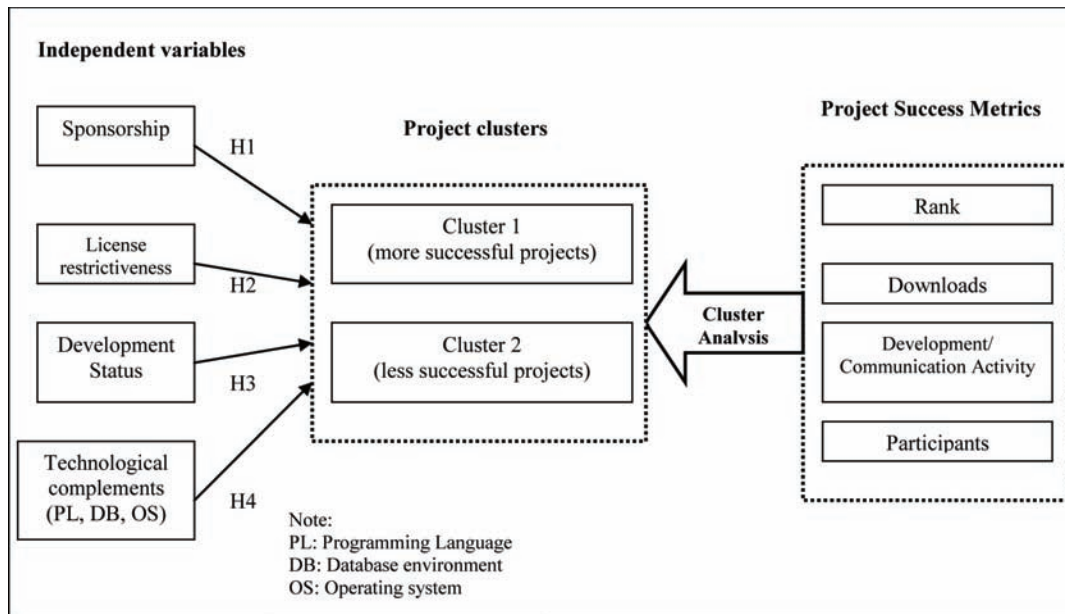 Independent variables
Sponsorship
H1
License
restrictiveness
H2
Development
Status
H3
Technological
complements
(PL, DB, OS)
H4
Project clusters
Cluster 1
(more successful projects)
Cluster 2
(less successful projects)
Note:
PL: Programming Language
DB: Database environment
OS: Operating system
Cluster
Analysis
Project Success Metrics
Rank
Downloads
Development/
Communication Activity
Participants